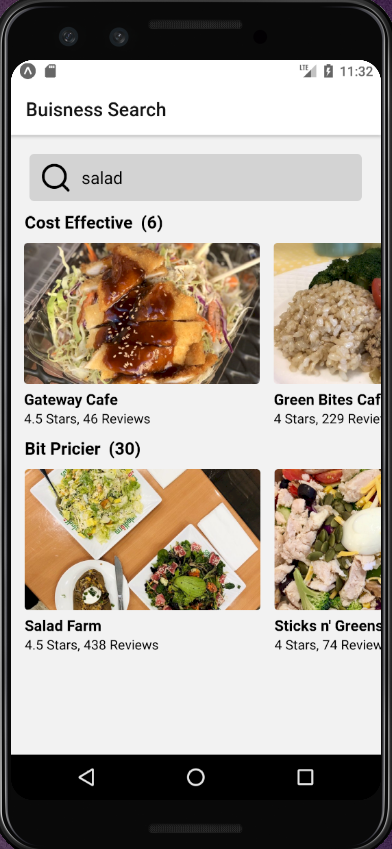 LTE 11:32
Buisness Search
salad
Cost Effective (6)
Gateway Cafe
Green Bites Caf
4.5 Stars, 46 Reviews
4 Stars, 229 Revie
Bit Pricier (30)
Salad Farm
Sticks n' Greens
4.5 Stars, 438 Reviews
4 Stars, 74 Review